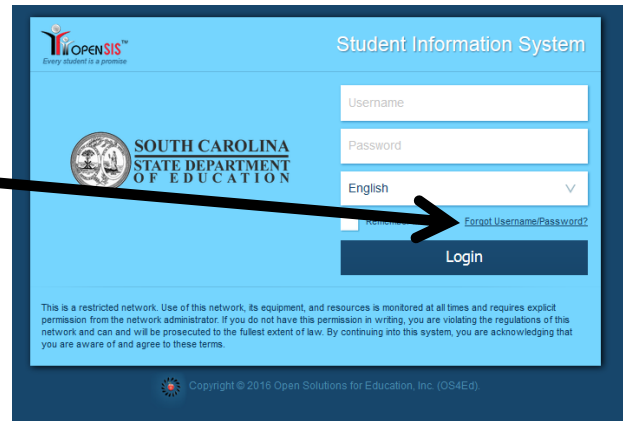 OPENSIS™
Every student is a promise
Student Information System
Username
Password
SOUTH CAROLINA
STATE DEPARTMENT
OF EDUCATION
English
Forgot Username/Password?
Login
This is a restricted network. Use of this network, its equipment, and resources is monitored at all times and requires explicit
permission from the network administrator. If you do not have this permission in writing, you are violating the regulations of this
network and can and will be prosecuted to the fullest extent of law. By continuing into this system, you are acknowledging that
you are aware of and agree to these terms.
Copyright © 2016 Open Solutions for Education, Inc. (OS4Ed).